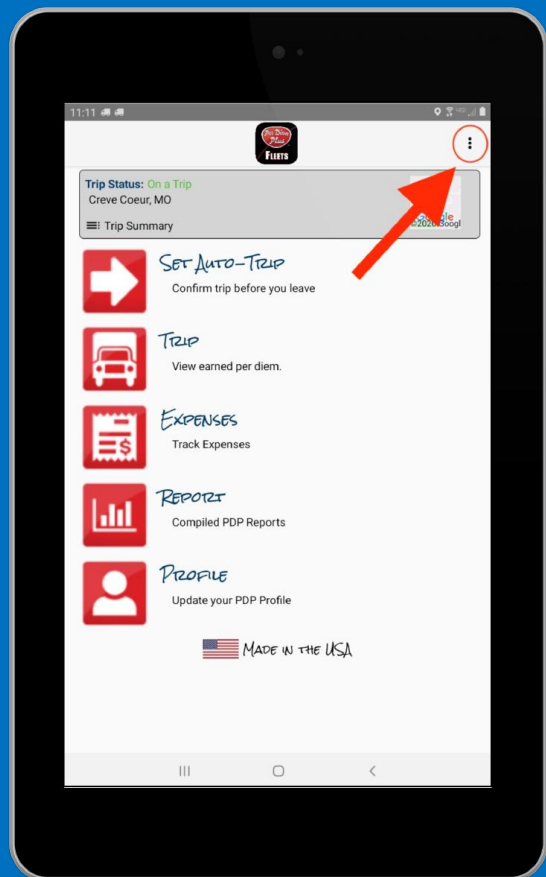 11:11
Per Diem
Plus
FLEETS
Trip Status: On a Trip
Creve Coeur, MO
Trip Summary
Google
©2020 Googl
SET AUTO-TRIP
Confirm trip before you leave
TRIP
View earned per diem.
EXPENSES
Track Expenses
REPORT
Compiled PDP Reports
PROFILE
Update your PDP Profile
MADE IN THE USA